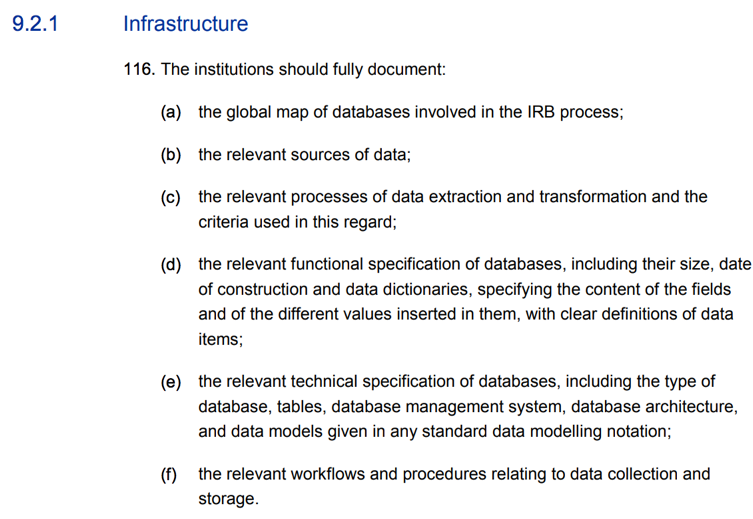 9.2.1 Infrastructure
116. The institutions should fully document:
(a) the global map of databases involved in the IRB process;
(b) the relevant sources of data;
(c) the relevant processes of data extraction and transformation and the
criteria used in this regard;
(d) the relevant functional specification of databases, including their size, date
of construction and data dictionaries, specifying the content of the fields
and of the different values inserted in them, with clear definitions of data
items;
(e) the relevant technical specification of databases, including the type of
database, tables, database management system, database architecture,
and data models given in any standard data modelling notation;
(f) the relevant workflows and procedures relating to data collection and
storage.